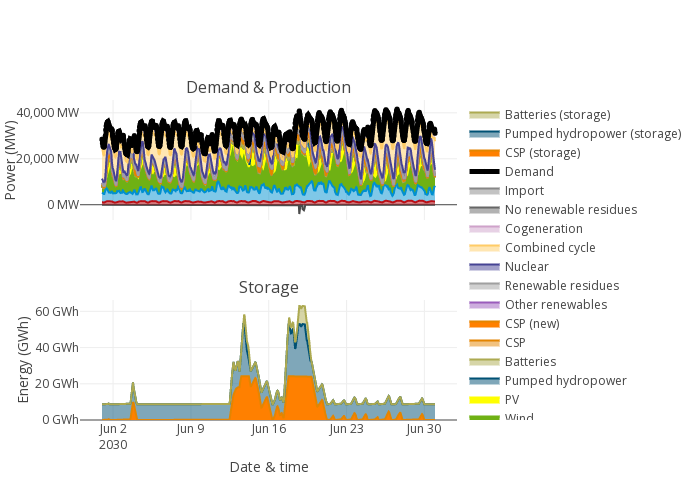 Demand & Production
40,000 MW
20,000 MW
0 MW
Power (MW)
Storage
60 GWh
40 GWh
20 GWh
0 GWh
Energy (GWh)
Jun 2
2030
Jun 9
Jun 16
Jun 23
Jun 30
Date & time
Batteries (storage)
Pumped hydropower (storage)
CSP (storage)
Demand
Import
No renewable residues
Cogeneration
Combined cycle
Nuclear
Renewable residues
Other renewables
CSP (new)
CSP
Batteries
Pumped hydropower
PV
Wind